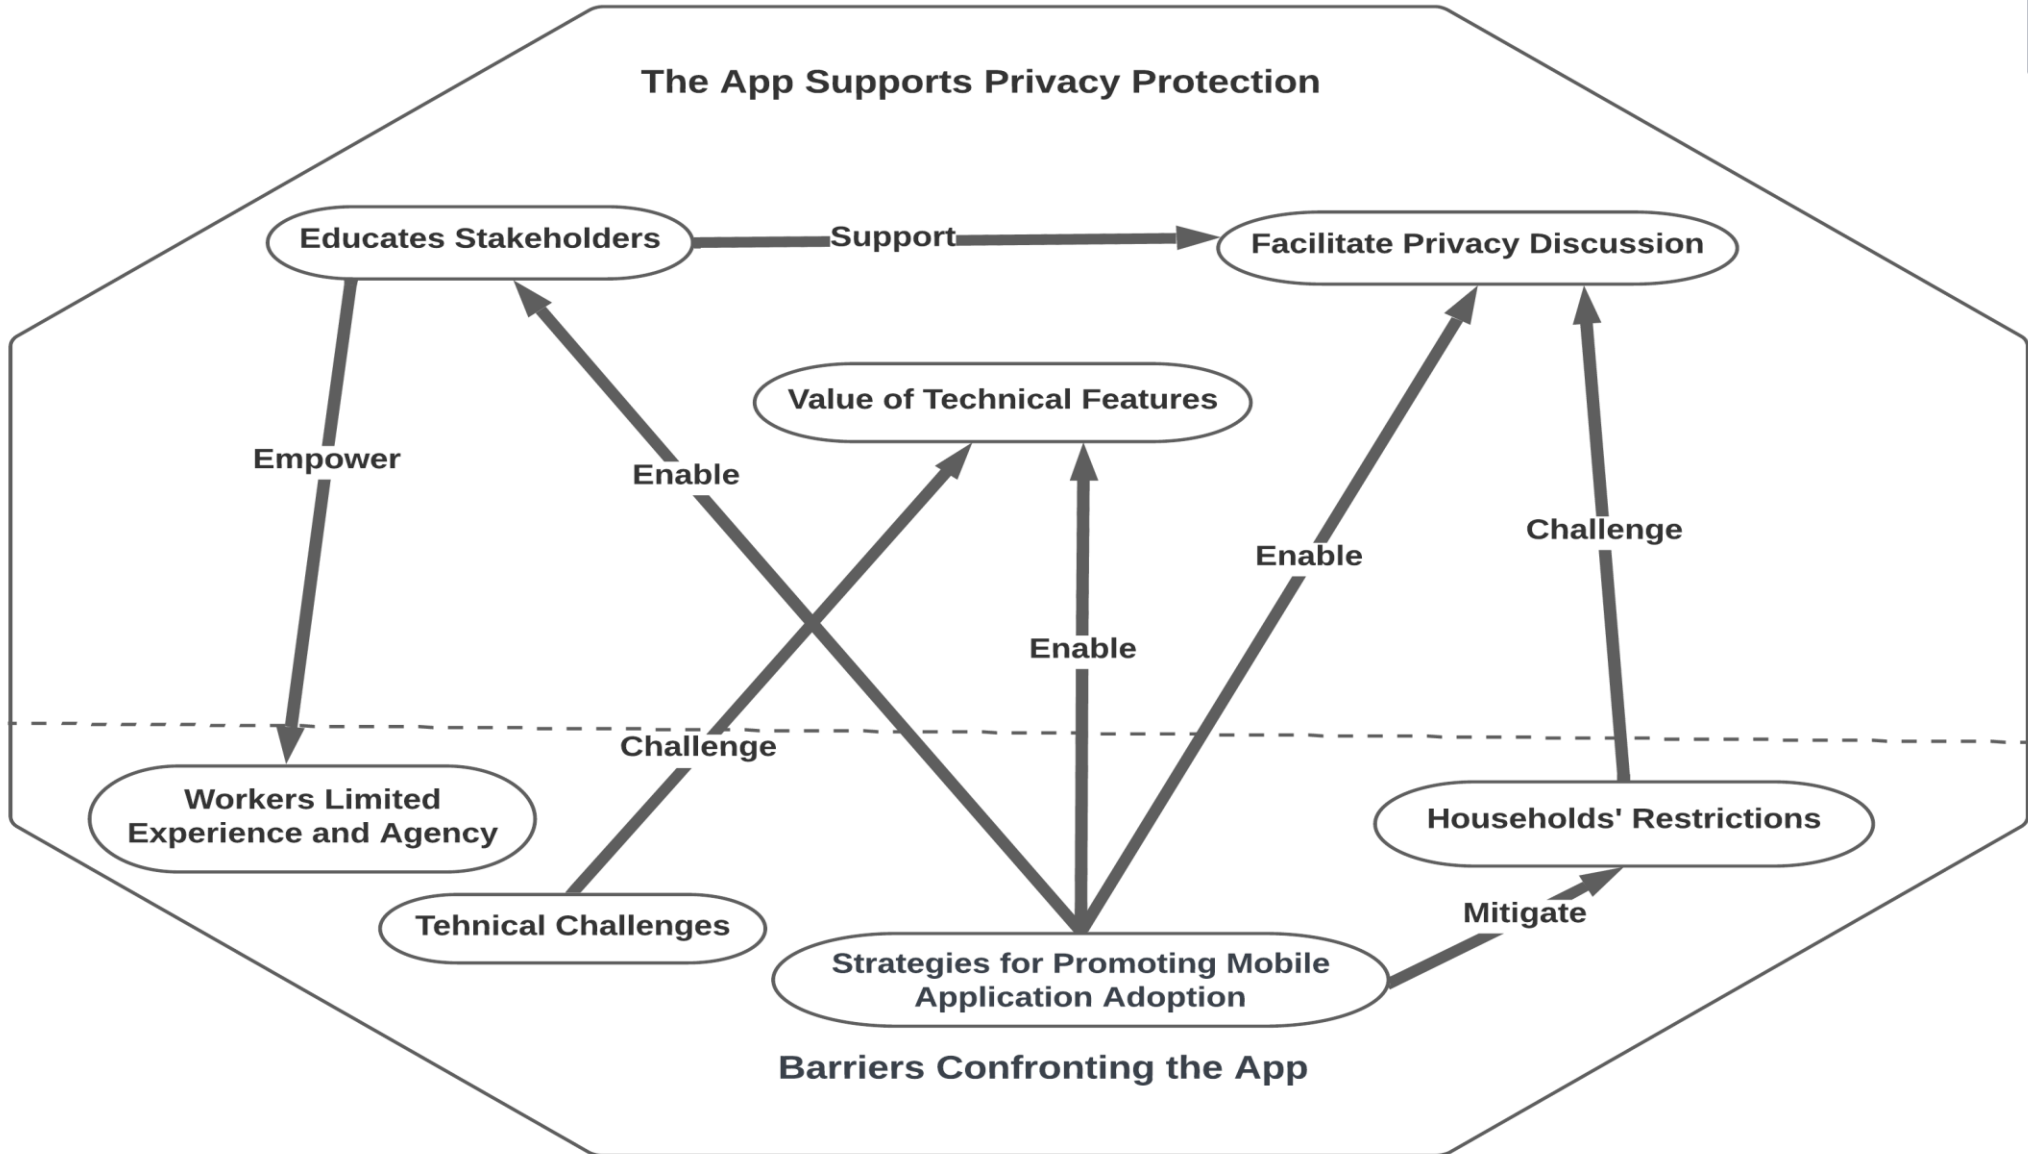 The App Supports Privacy Protection
Educates Stakeholders
Support
Facilitate Privacy Discussion
Value of Technical Features
Empower
Enable
Enable
Challenge
Enable
Challenge
Workers Limited
Experience and Agency
Households' Restrictions
Tehnical Challenges
Mitigate
Strategies for Promoting Mobile
Application Adoption
Barriers Confronting the App